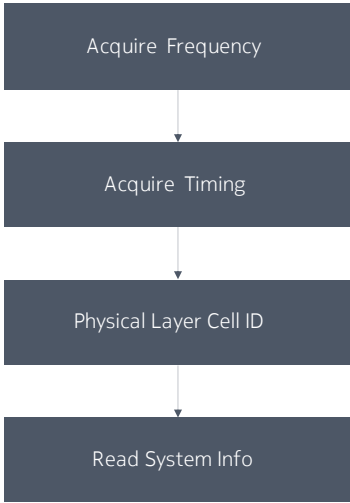 Acquire Frequency
Acquire Timing
Physical Layer Cell ID
Read System Info